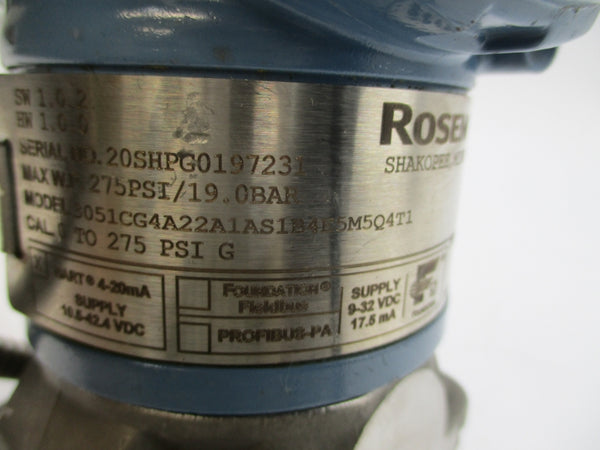 SW 1.0.2
HW 1.0.0
SERIAL NO. 20SHPG0197231
MAX W.P. 275PSI/19.0BAR
MODEL 3051CG4A22A1AS1B4E5M5Q4T1
CAL. 0 TO 275 PSI G
ROSEM
SHAKOPEE,
HART® 4-20mA
SUPPLY
10.5-42.4 VDC
FOUNDATION®
Fieldbus
PROFIBUS-PA
SUPPLY
9-32 VDC
17.5 mA